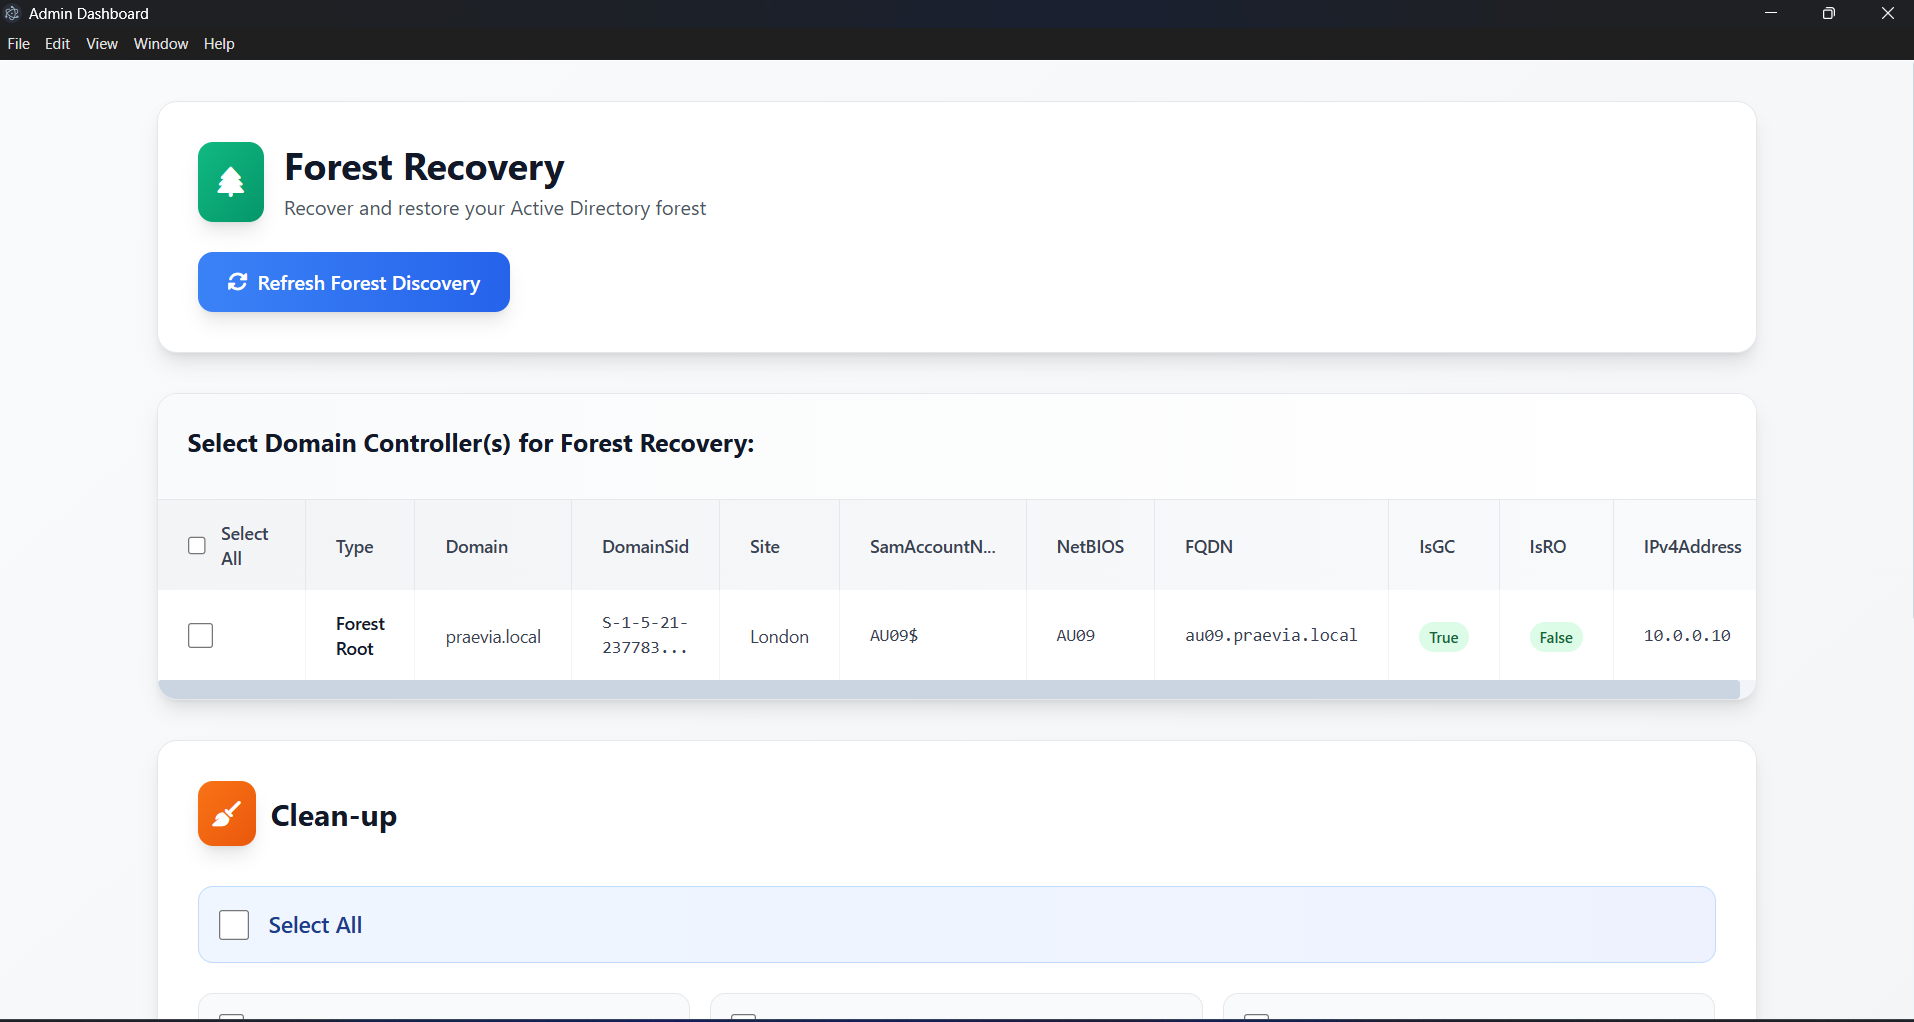 Admin Dashboard
File Edit View Window Help
Forest Recovery
Recover and restore your Active Directory forest
Refresh Forest Discovery
Select Domain Controller(s) for Forest Recovery:
Select All Type Domain DomainSid Site SamAccountN... NetBIOS FQDN IsGC IsRO IPv4Address
Forest Root praevia.local S-1-5-21-237783... London AU09$ AU09 au09.praevia.local True False 10.0.0.10
Clean-up
Select All